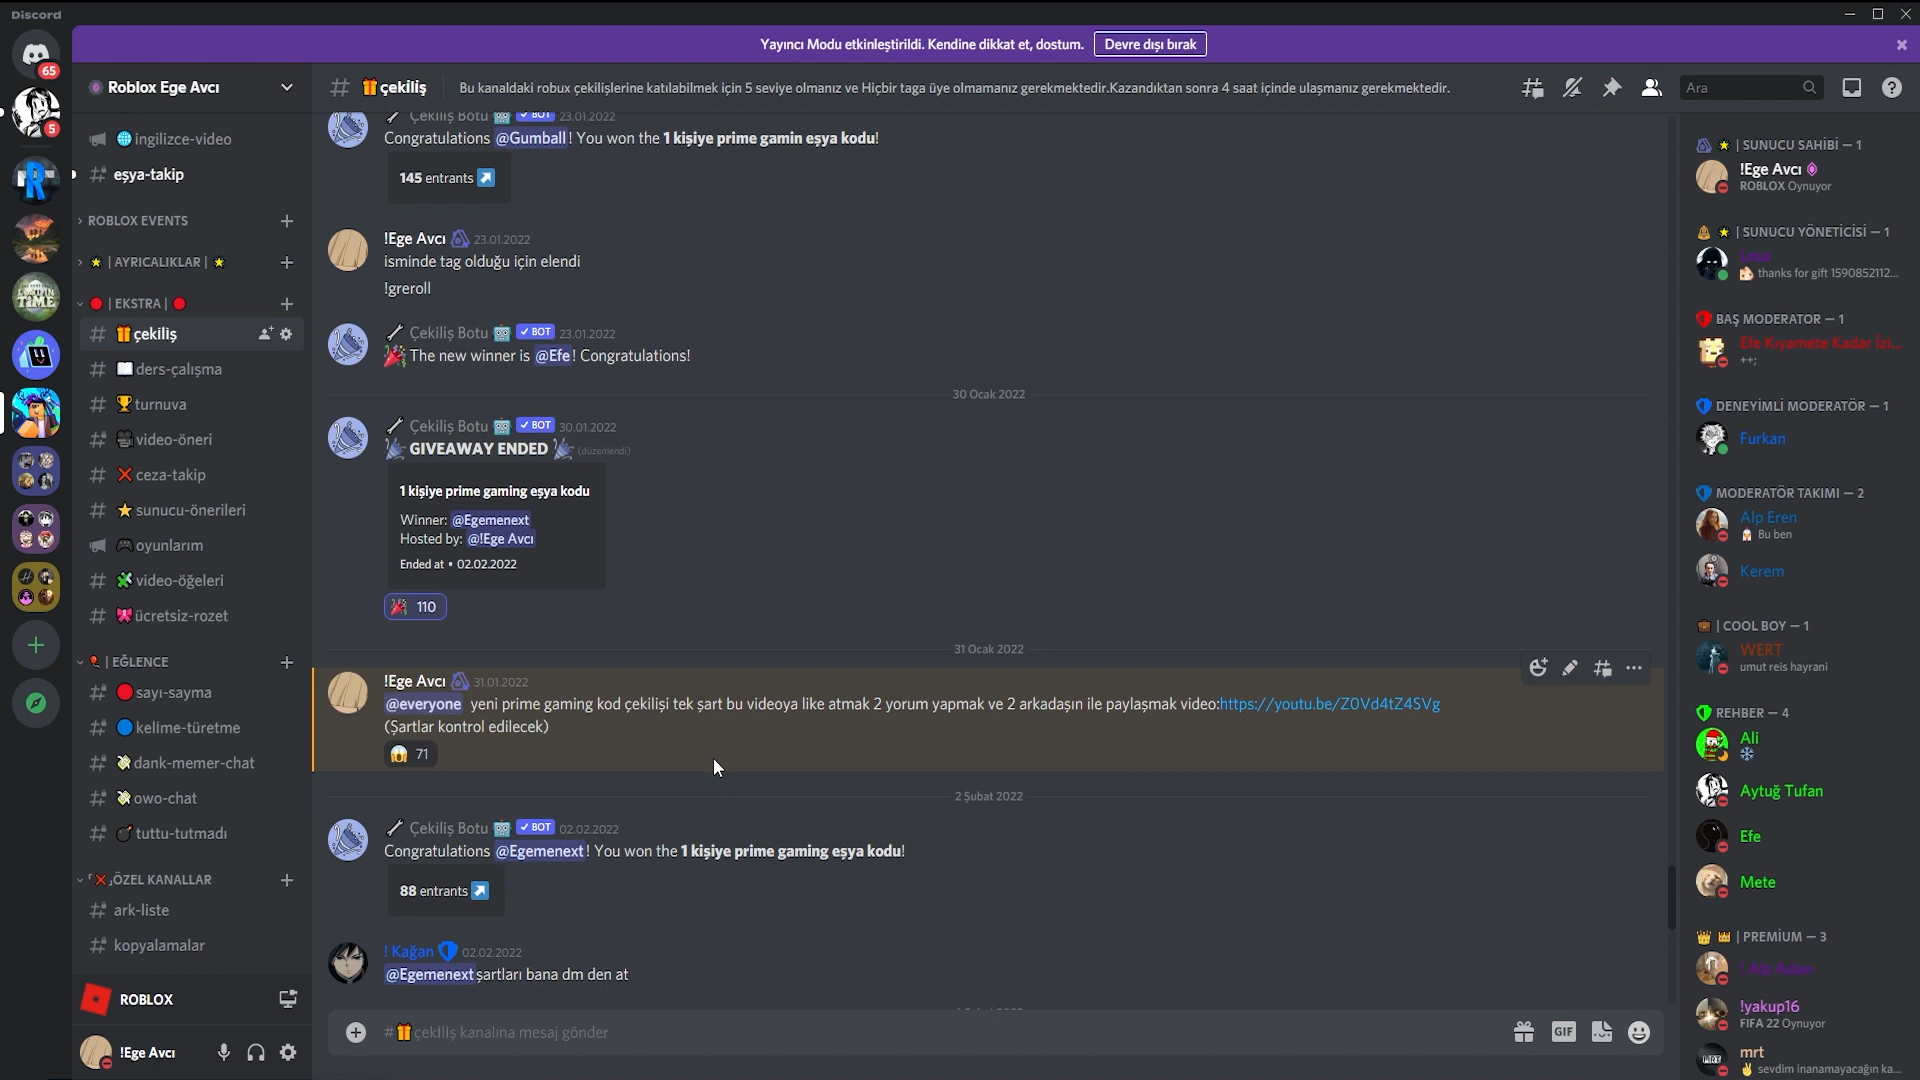 Discord
Yayıncı Modu etkinleştirildi. Kendine dikkat et, dostum. Devre dışı bırak
65
5
Roblox Ege Avcı
ingilizce-video
eşya-takip
ROBLOX EVENTS
| AYRICALIKLAR |
| EKSTRA |
çekiliş
ders-çalışma
turnuva
video-öneri
ceza-takip
sunucu-önerileri
oyunlarım
video-öğeleri
ücretsiz-rozet
| EĞLENCE
sayı-sayma
kelime-türetme
dank-memer-chat
owo-chat
tuttu-tutmadı
ÖZEL KANALLAR
ark-liste
kopyalamalar
ROBLOX
!Ege Avcı
# çekiliş
Bu kanaldaki robux çekilişlerine katılabilmek için 5 seviye olmanız ve Hiçbir taga üye olmamanız gerekmektedir.Kazandıktan sonra 4 saat içinde ulaşmanız gerekmektedir.
Ara
Çekiliş Botu BOT 23.01.2022
Congratulations @Gumball! You won the 1 kişiye prime gamin eşya kodu!
145 entrants
!Ege Avcı 23.01.2022
isminde tag olduğu için elendi
!greroll
Çekiliş Botu BOT 23.01.2022
The new winner is @Efe! Congratulations!
30 Ocak 2022
Çekiliş Botu BOT 30.01.2022
GIVEAWAY ENDED (düzenlendi)
1 kişiye prime gaming eşya kodu
Winner: @Egemenext
Hosted by: @!Ege Avcı
Ended at • 02.02.2022
110
31 Ocak 2022
!Ege Avcı 31.01.2022
@everyone yeni prime gaming kod çekilişi tek şart bu videoya like atmak 2 yorum yapmak ve 2 arkadaşın ile paylaşmak video:https://youtu.be/Z0Vd4tZ4SVg
(Şartlar kontrol edilecek)
71
2 Şubat 2022
Çekiliş Botu BOT 02.02.2022
Congratulations @Egemenext! You won the 1 kişiye prime gaming eşya kodu!
88 entrants
! Kağan 02.02.2022
@Egemenext şartları bana dm den at
# çekiliş kanalına mesaj gönder
GIF
| SUNUCU SAHİBİ — 1
!Ege Avcı
ROBLOX Oynuyor
| SUNUCU YÖNETİCİSİ — 1
thanks for gift 1590852112...
BAŞ MODERATOR — 1
Efe Kıyamete Kadar İzi...
++;
DENEYİMLİ MODERATÖR — 1
Furkan
MODERATÖR TAKIMI — 2
Alp Eren
Bu ben
Kerem
| COOL BOY — 1
WERT
umut reis hayrani
REHBER — 4
Ali
Aytuğ Tufan
Efe
Mete
| PREMİUM — 3
!yakup16
FIFA 22 Oynuyor
mrt
sevdim inanamayacağın ka...